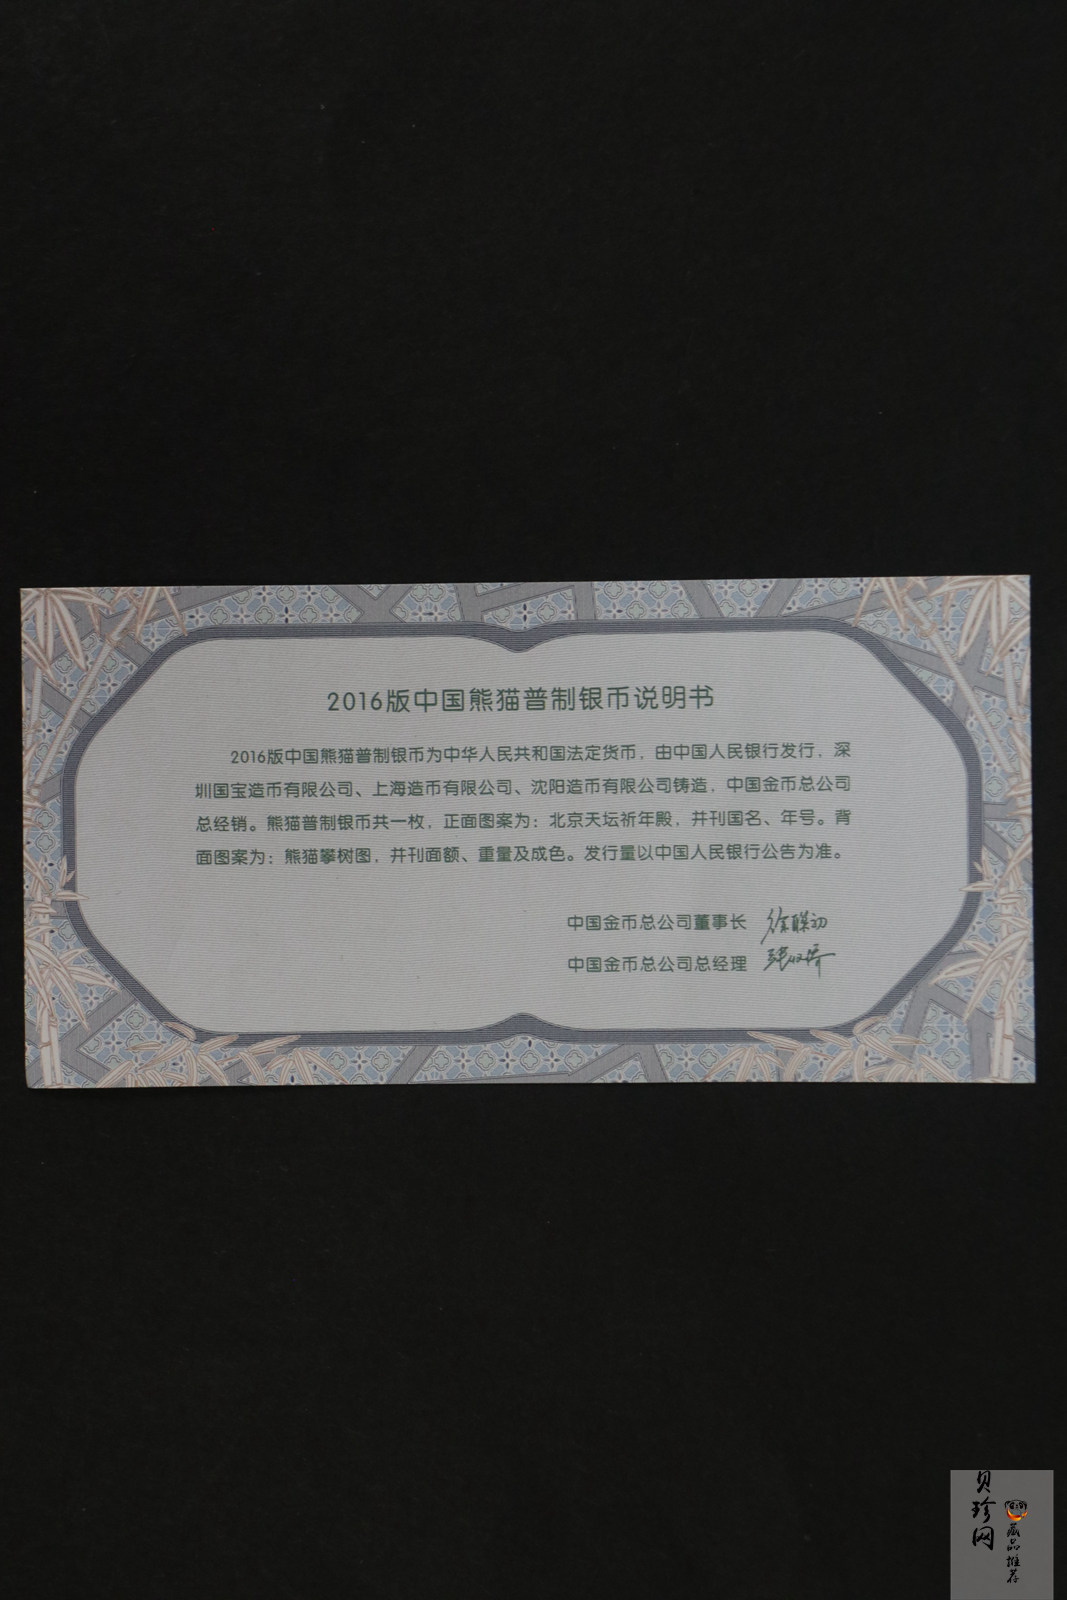 2016版中国熊猫普制银币说明书
2016版中国熊猫普制银币为中华人民共和国法定货币，由中国人民银行发行，深
圳国宝造币有限公司、上海造币有限公司、沈阳造币有限公司铸造，中国金币总公司
总经销。熊猫普制银币共一枚，正面图案为：北京天坛祈年殿，并刊国名、年号。背
面图案为：熊猫攀树图，并刊面额、重量及成色。发行量以中国人民银行公告为准。
中国金币总公司董事长 徐联初
中国金币总公司总经理
贝珍网
藏品推荐